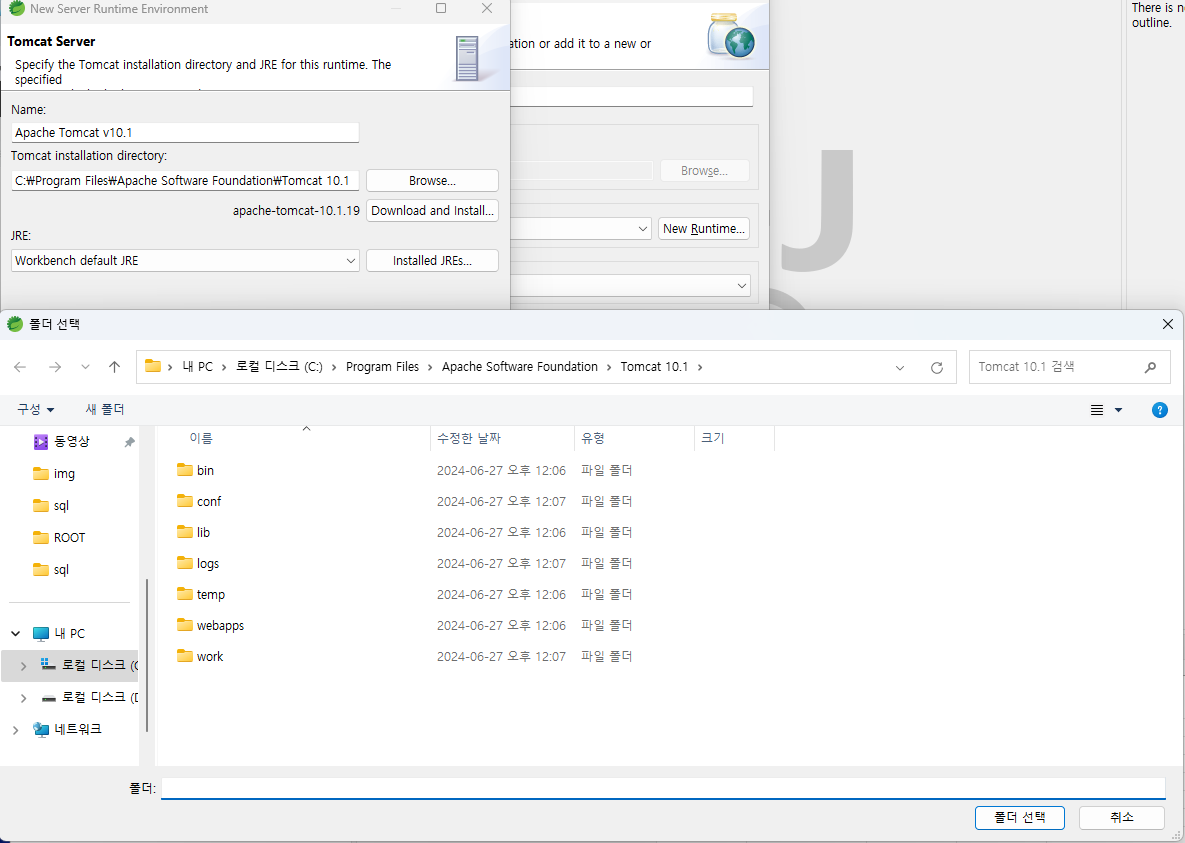 New Server Runtime Environment
Tomcat Server
Specify the Tomcat installation directory and JRE for this runtime. The
specified
Name:
Apache Tomcat v10.1
Tomcat installation directory:
C:₩Program Files₩Apache Software Foundation₩Tomcat 10.1
Browse...
apache-tomcat-10.1.19
Download and Install...
JRE:
Workbench default JRE
Installed JREs...
ation or add it to a new or
Browse...
New Runtime...
J
There is n
outline.
폴더 선택
내 PC > 로컬 디스크 (C:) > Program Files > Apache Software Foundation > Tomcat 10.1 >
Tomcat 10.1 검색
구성
새 폴더
동영상
img
sql
ROOT
sql
내 PC
로컬 디스크 (C
로컬 디스크 (D
네트워크
이름 수정한 날짜 유형 크기
bin 2024-06-27 오후 12:06 파일 폴더
conf 2024-06-27 오후 12:07 파일 폴더
lib 2024-06-27 오후 12:06 파일 폴더
logs 2024-06-27 오후 12:07 파일 폴더
temp 2024-06-27 오후 12:06 파일 폴더
webapps 2024-06-27 오후 12:06 파일 폴더
work 2024-06-27 오후 12:07 파일 폴더
폴더:
폴더 선택
취소